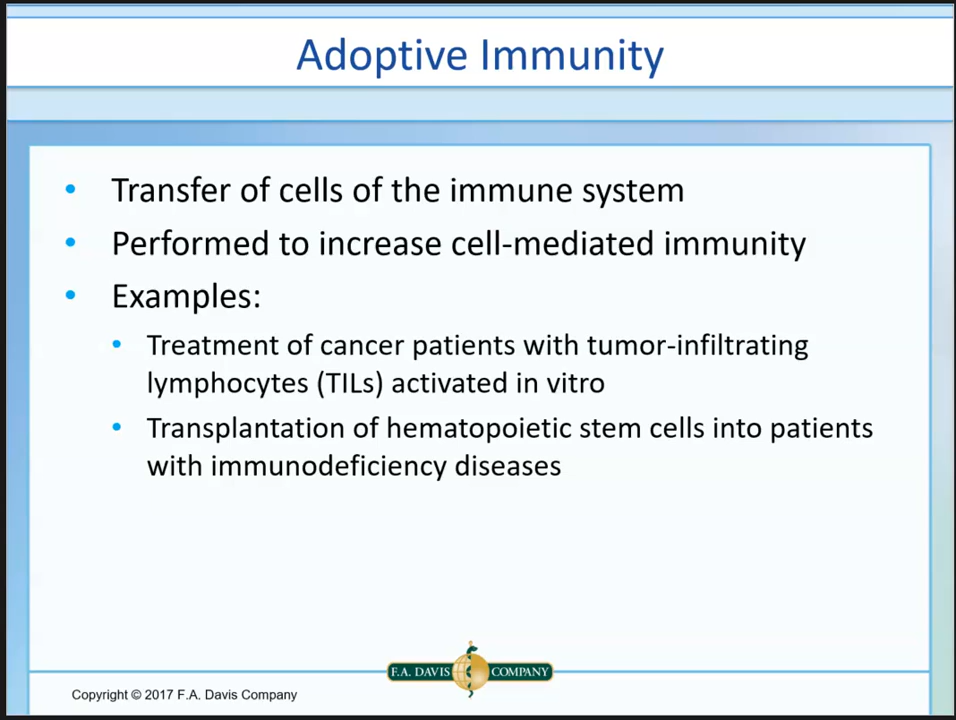 Adoptive Immunity
• Transfer of cells of the immune system
• Performed to increase cell-mediated immunity
• Examples:
• Treatment of cancer patients with tumor-infiltrating
lymphocytes (TILs) activated in vitro
• Transplantation of hematopoietic stem cells into patients
with immunodeficiency diseases
F.A. DAVIS COMPANY
Copyright © 2017 F.A. Davis Company